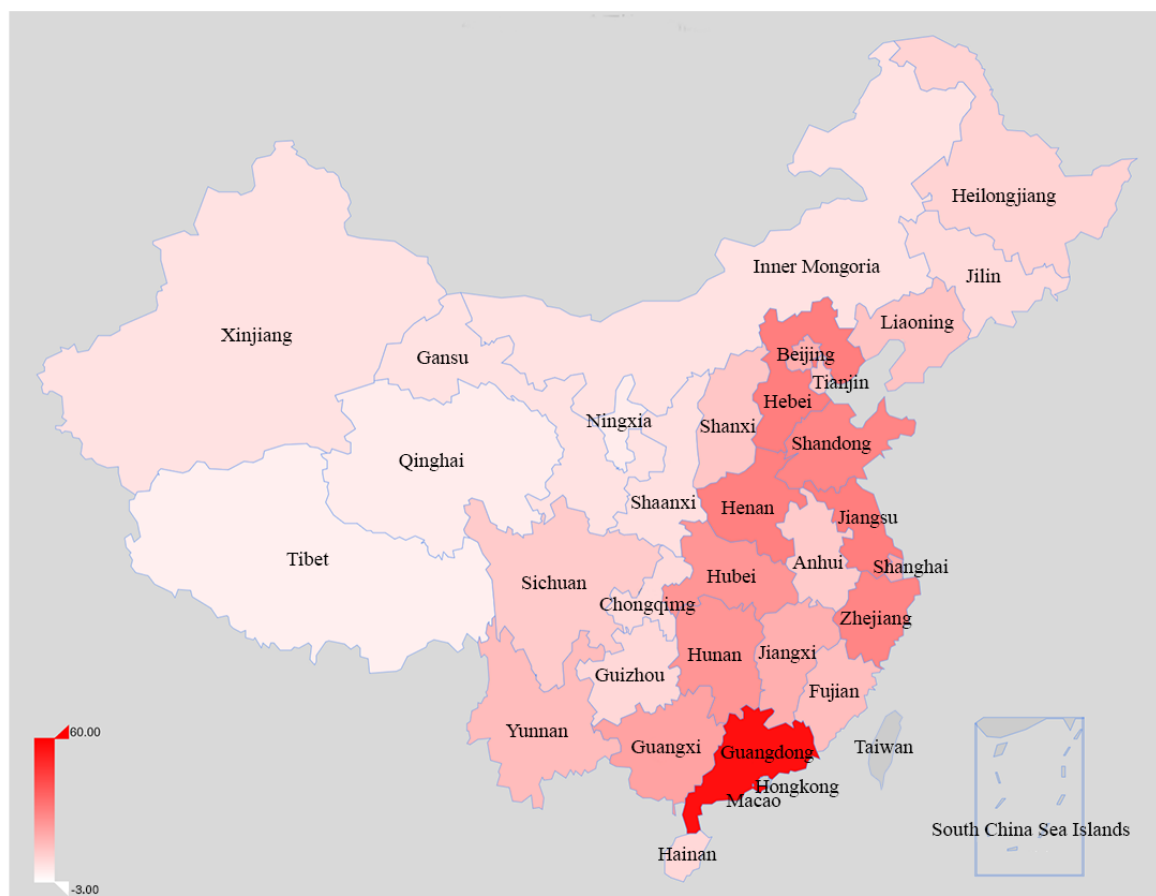 Heilongjiang
Inner Mongoria
Jilin
Xinjiang
Liaoning
Gansu
Beijing
Tianjin
Hebei
Ningxia
Shanxi
Shandong
Qinghai
Shaanxi
Henan
Jiangsu
Tibet
Sichuan
Hubei
Anhui
Shanghai
Chongqimg
Zhejiang
Guizhou
Hunan
Jiangxi
Fujian
Yunnan
Guangxi
Guangdong
Taiwan
Hongkong
Macao
South China Sea Islands
Hainan
60.00
-3.00